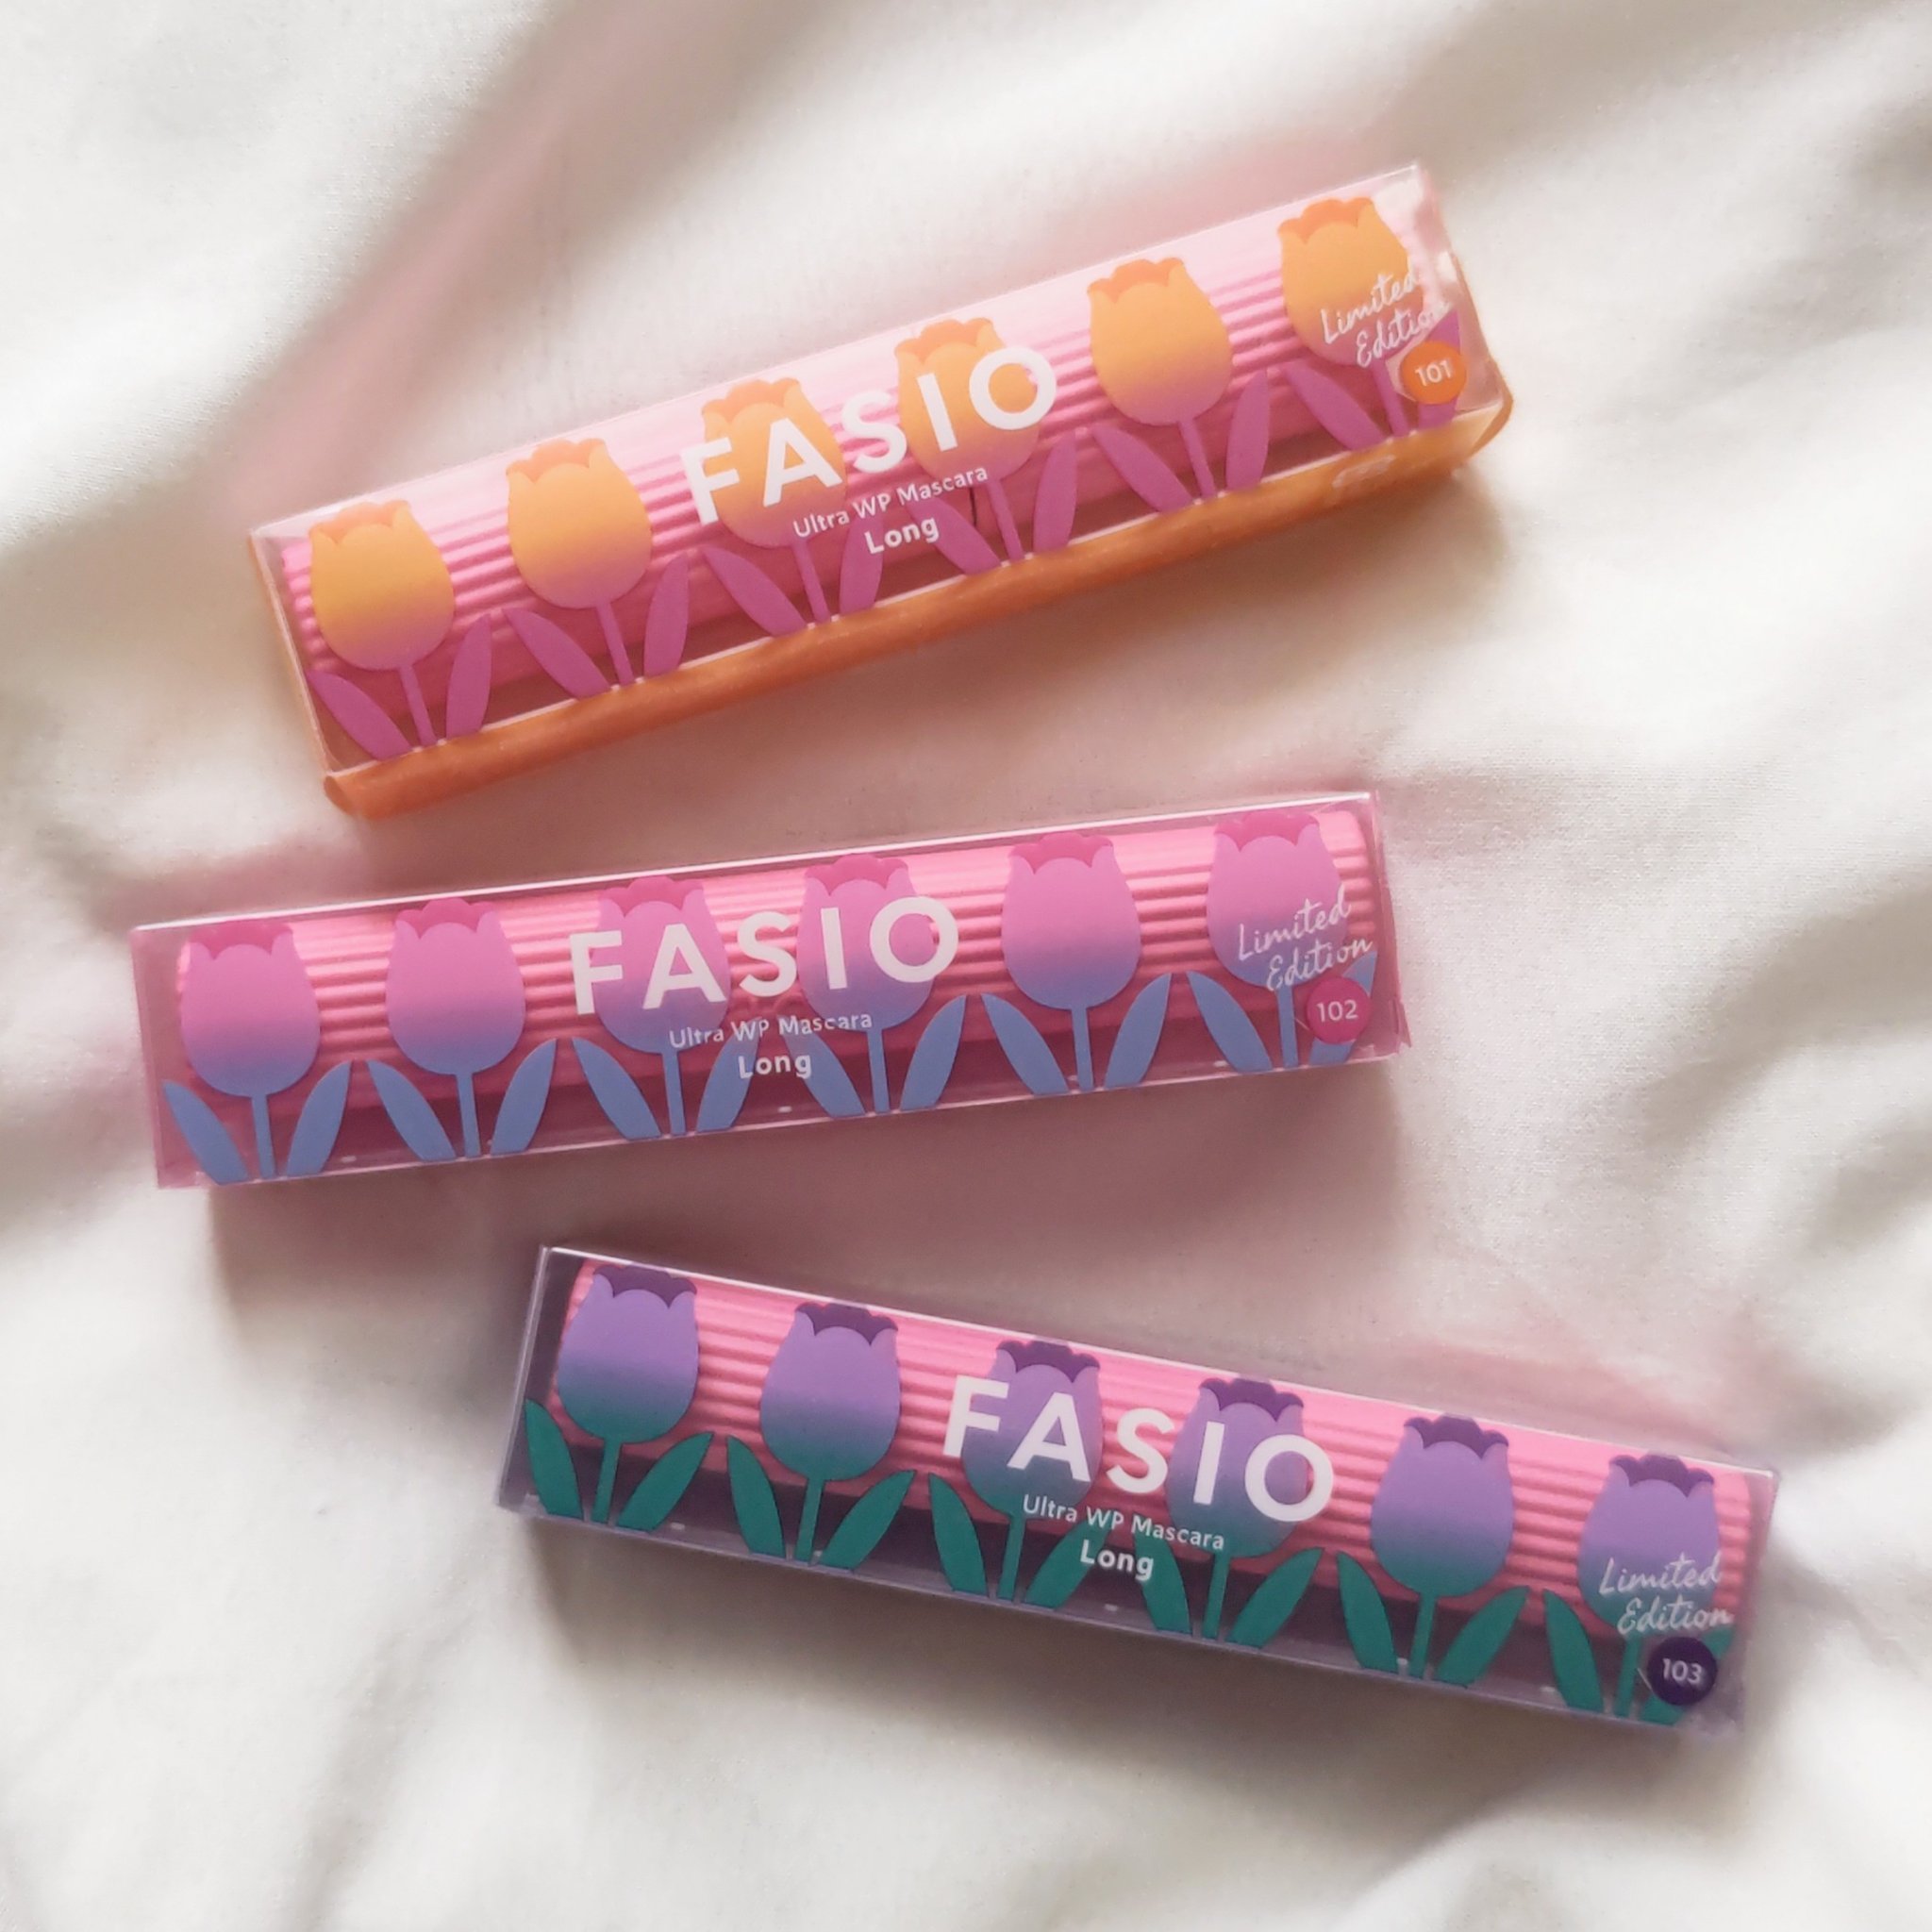 FASIO
Ultra WP Mascara
Long
Limited
Edition
101
FASIO
Ultra WP Mascara
Long
Limited
Edition
102
FASIO
Ultra WP Mascara
Long
Limited
Edition
103